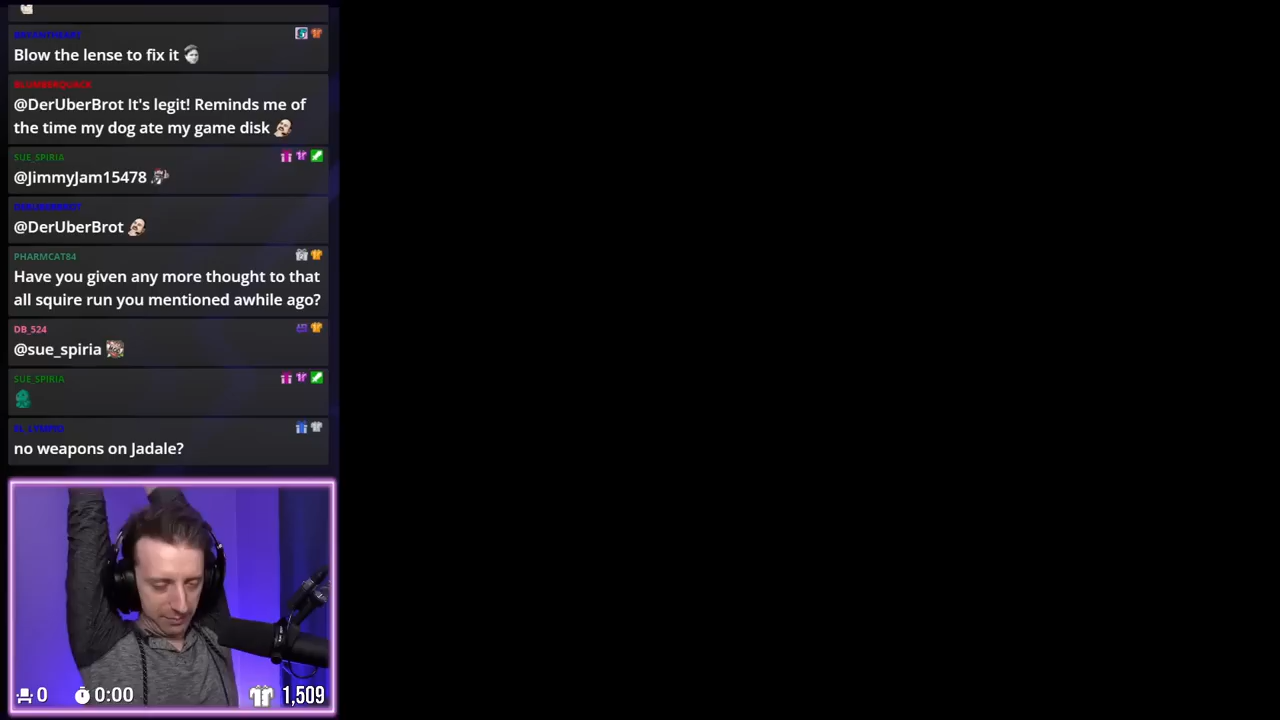 Blow the lense to fix it
BLUMBERQUACK
@DerUberBrot It's legit! Reminds me of
the time my dog ate my game disk
SUE_SPIRIA
@JimmyJam15478
@DerUberBrot
PHARMCAT84
Have you given any more thought to that
all squire run you mentioned awhile ago?
DB_524
@sue_spiria
SUE_SPIRIA
no weapons on Jadale?
0
0:00
1,509